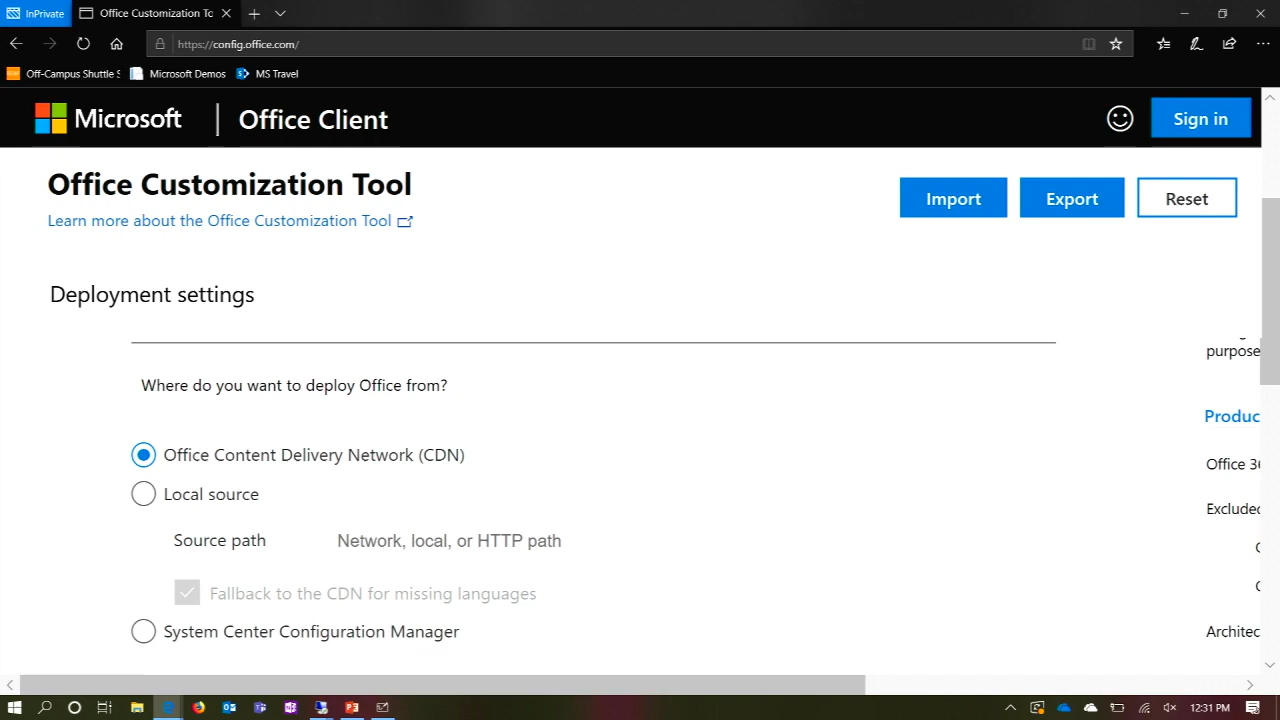 InPrivate
Office Customization Tc
https://config.office.com/
Off-Campus Shuttle S
Microsoft Demos
MS Travel
Microsoft
Office Client
Sign in
Office Customization Tool
Learn more about the Office Customization Tool
Import
Export
Reset
Deployment settings
purpose
Where do you want to deploy Office from?
Produc
Office Content Delivery Network (CDN)
Office 36
Local source
Excluded
Source path
Network, local, or HTTP path
Fallback to the CDN for missing languages
System Center Configuration Manager
Architec
12:31 PM